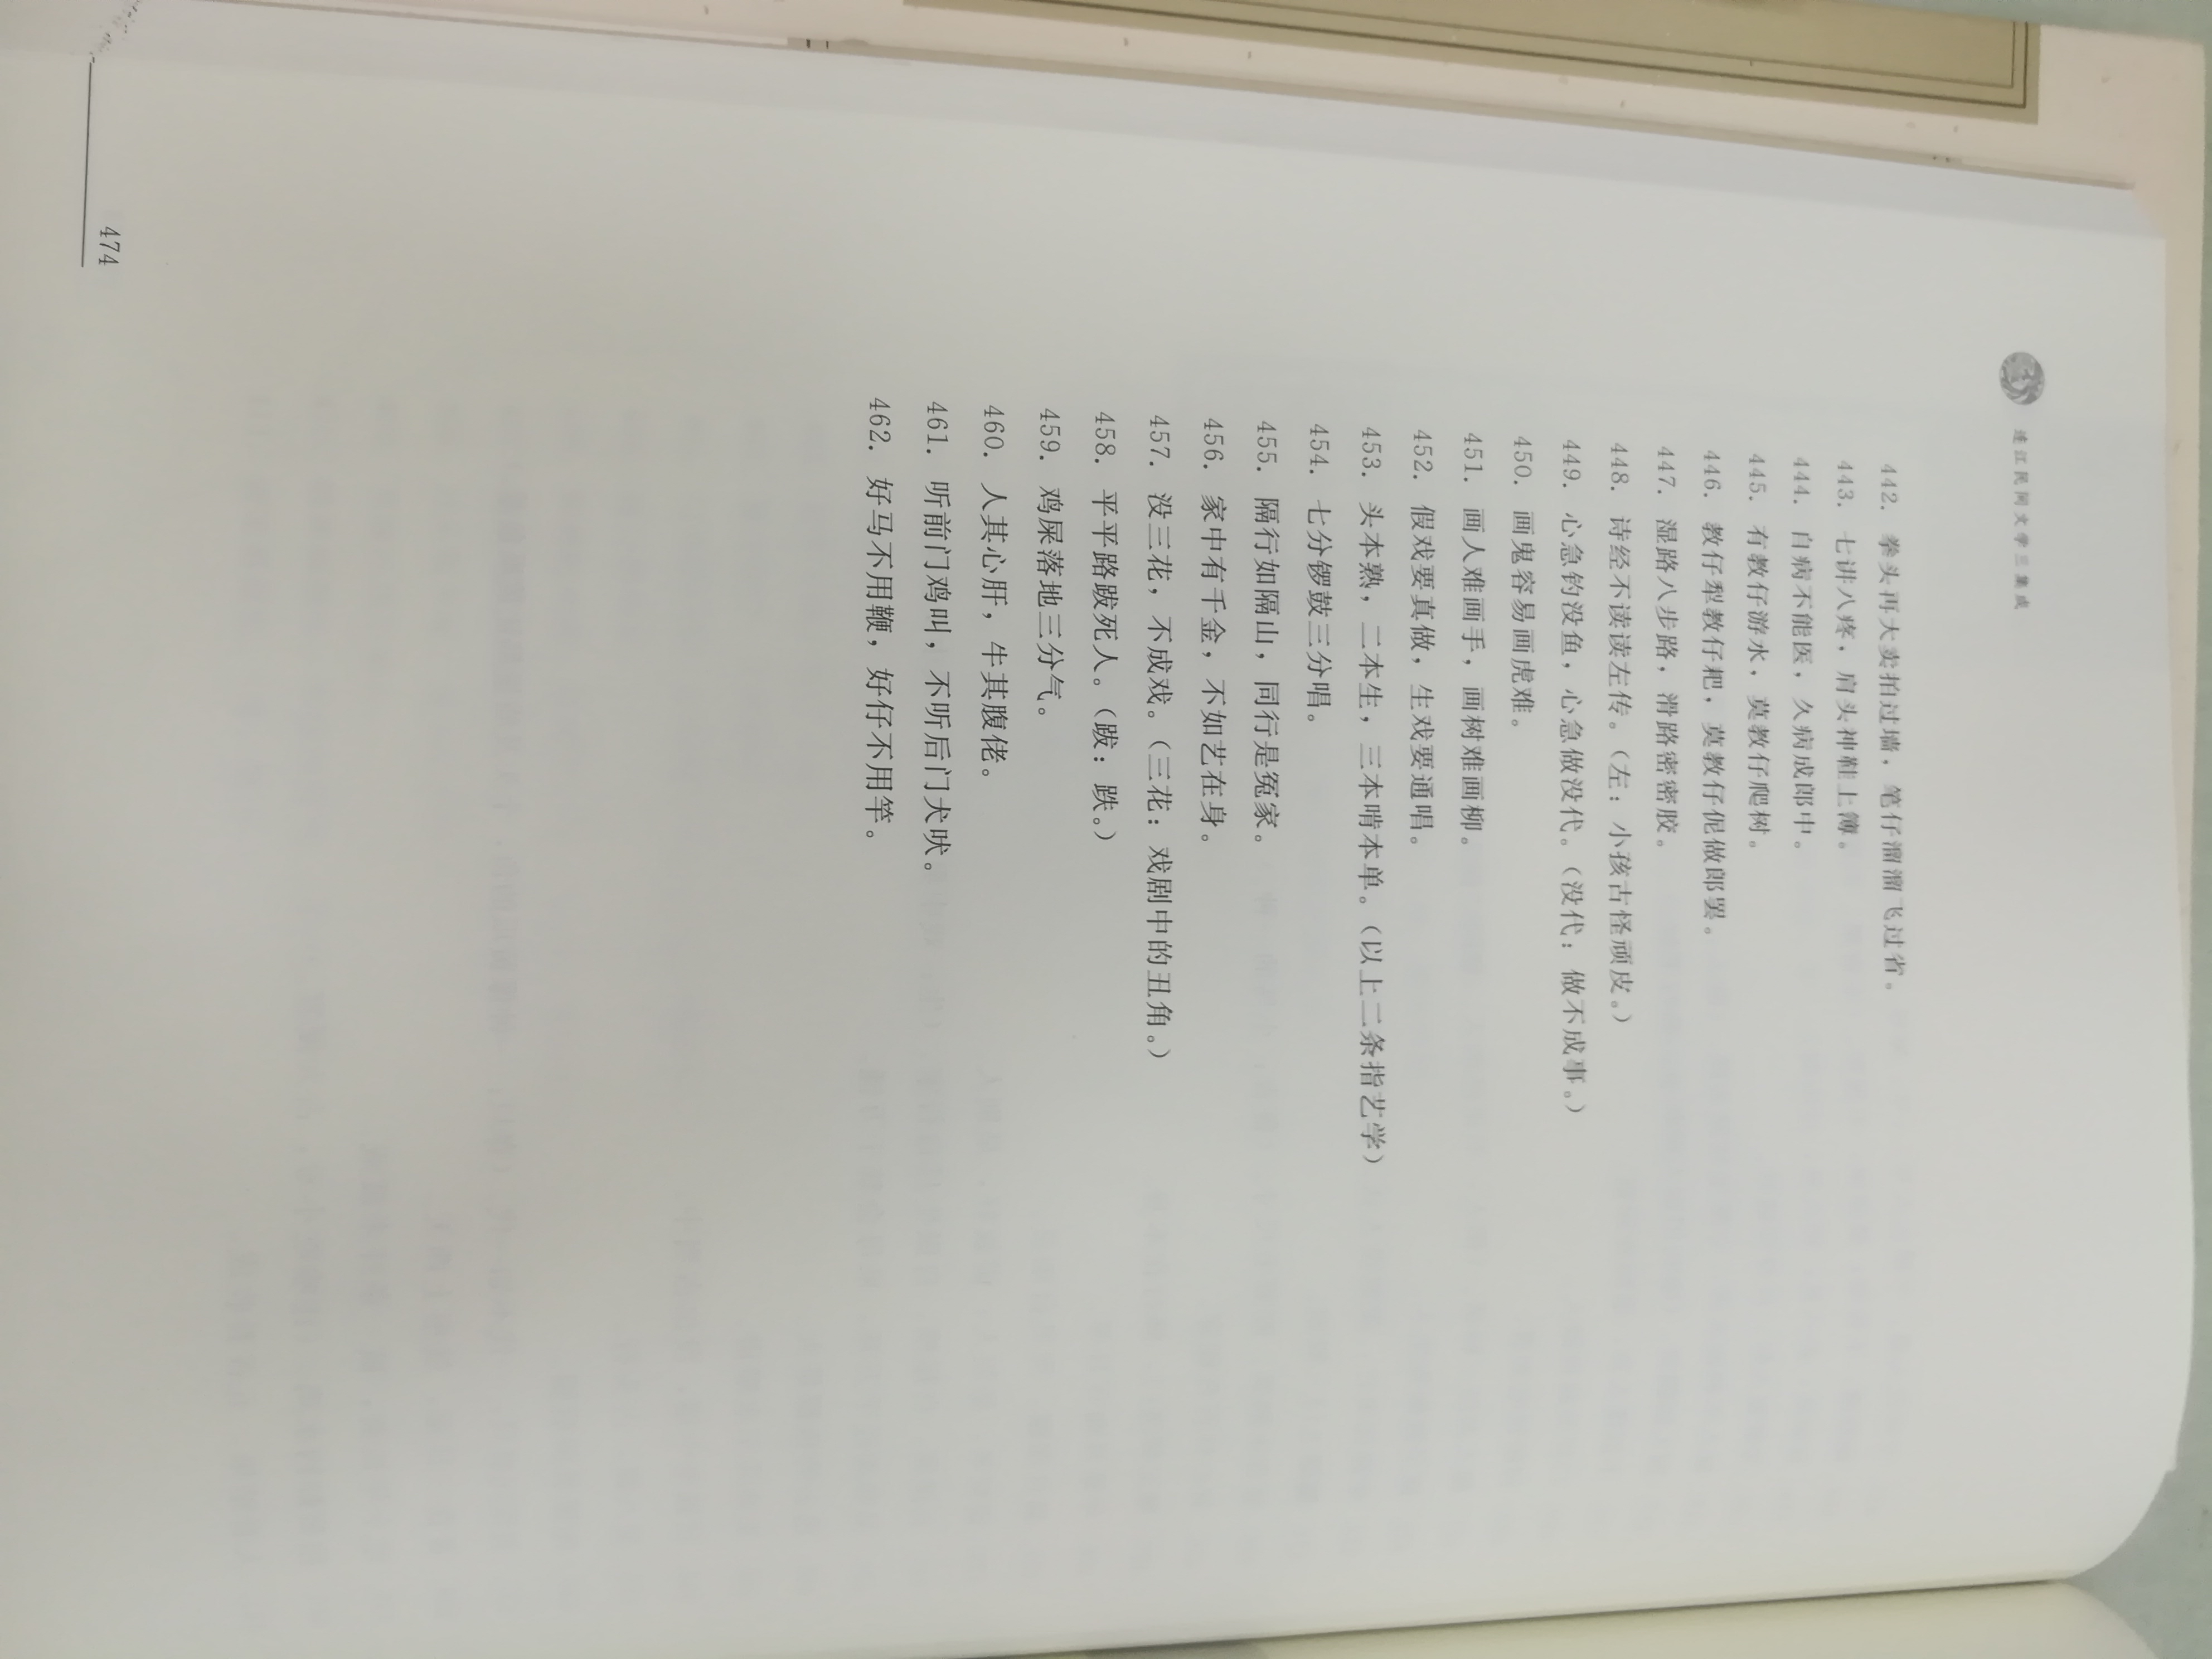 连江民间文学三集成
442. 拳头再大卖拍过墙，笔仔溜溜飞过省。
443. 七讲八疼，肩头神鞋上簿。
444. 自病不能医，久病成郎中。
445. 有教仔游水，莫教仔爬树。
446. 教仔犁教仔耙，莫教仔伲做郎罢。
447. 湿路八步路，滑路密密胶。
448. 诗经不读读左传。（左：小孩古怪顽皮。）
449. 心急钓没鱼，心急做没代。（没代：做不成事。）
450. 画鬼容易画虎难。
451. 画人难画手，画树难画柳。
452. 假戏要真做，生戏要通唱。
453. 头本熟，二本生，三本啃本单。（以上二条指艺学）
454. 七分锣鼓三分唱。
455. 隔行如隔山，同行是冤家。
456. 家中有千金，不如艺在身。
457. 没三花，不成戏。（三花：戏剧中的丑角。）
458. 平平路跋死人。（跋：跌。）
459. 鸡屎落地三分气。
460. 人其心肝，牛其腹佬。
461. 听前门鸡叫，不听后门犬吠。
462. 好马不用鞭，好仔不用竿。
474